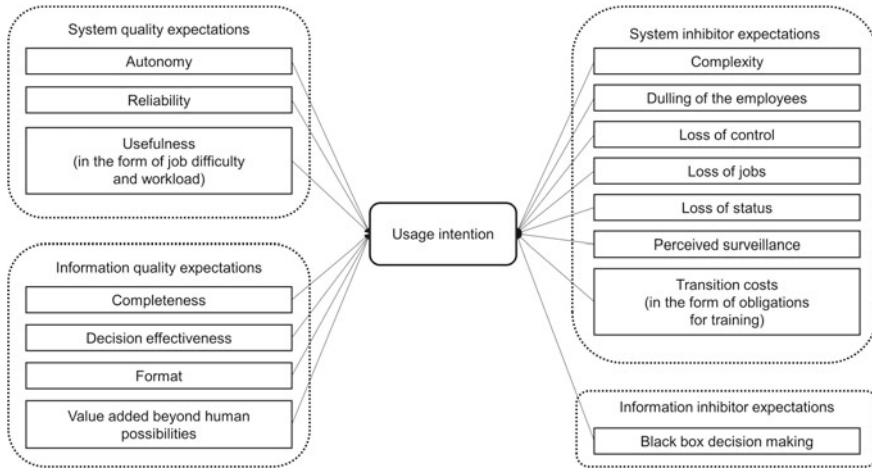 System quality expectations
Autonomy
Reliability
Usefulness
(in the form of job difficulty
and workload)
Information quality expectations
Completeness
Decision effectiveness
Format
Value added beyond human
possibilities
Usage intention
System inhibitor expectations
Complexity
Dulling of the employees
Loss of control
Loss of jobs
Loss of status
Perceived surveillance
Transition costs
(in the form of obligations
for training)
Information inhibitor expectations
Black box decision making